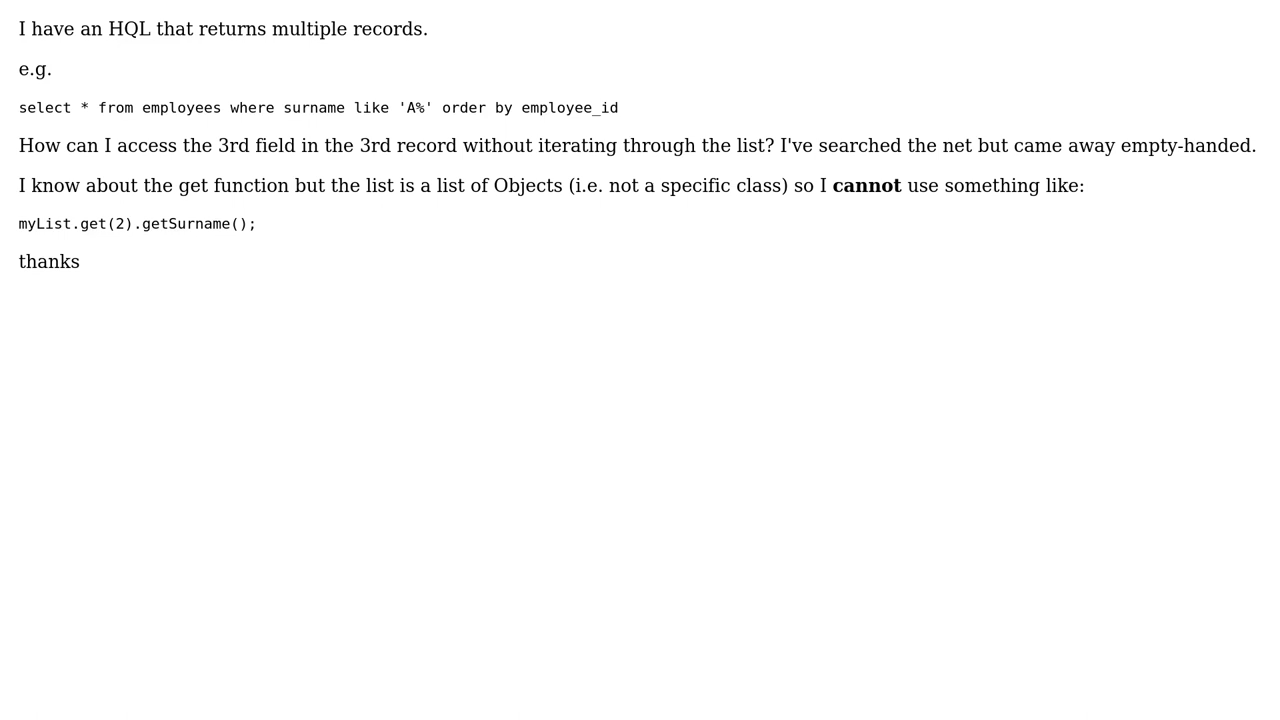 I have an HQL that returns multiple records.
e.g.
select * from employees where surname like 'A%' order by employee_id
How can I access the 3rd field in the 3rd record without iterating through the list? I've searched the net but came away empty-handed.
I know about the get function but the list is a list of Objects (i.e. not a specific class) so I cannot use something like:
myList.get(2).getSurname();
thanks